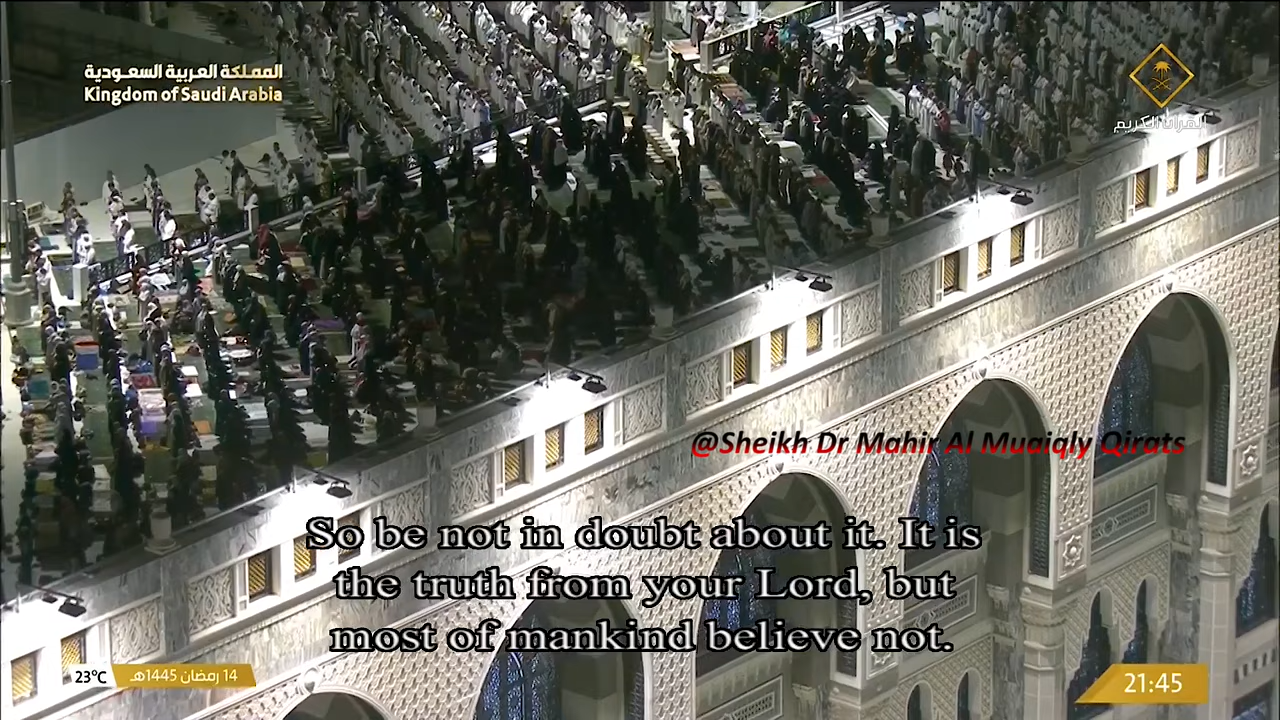 المملكة العربية السعودية
Kingdom of Saudi Arabia
القرآن الكريم
@Sheikh Dr Mahir Al Muaiqly Qirats
So be not in doubt about it. It is
the truth from your Lord, but
most of mankind believe not.
23°C
14 رمضان 1445هـ
21:45